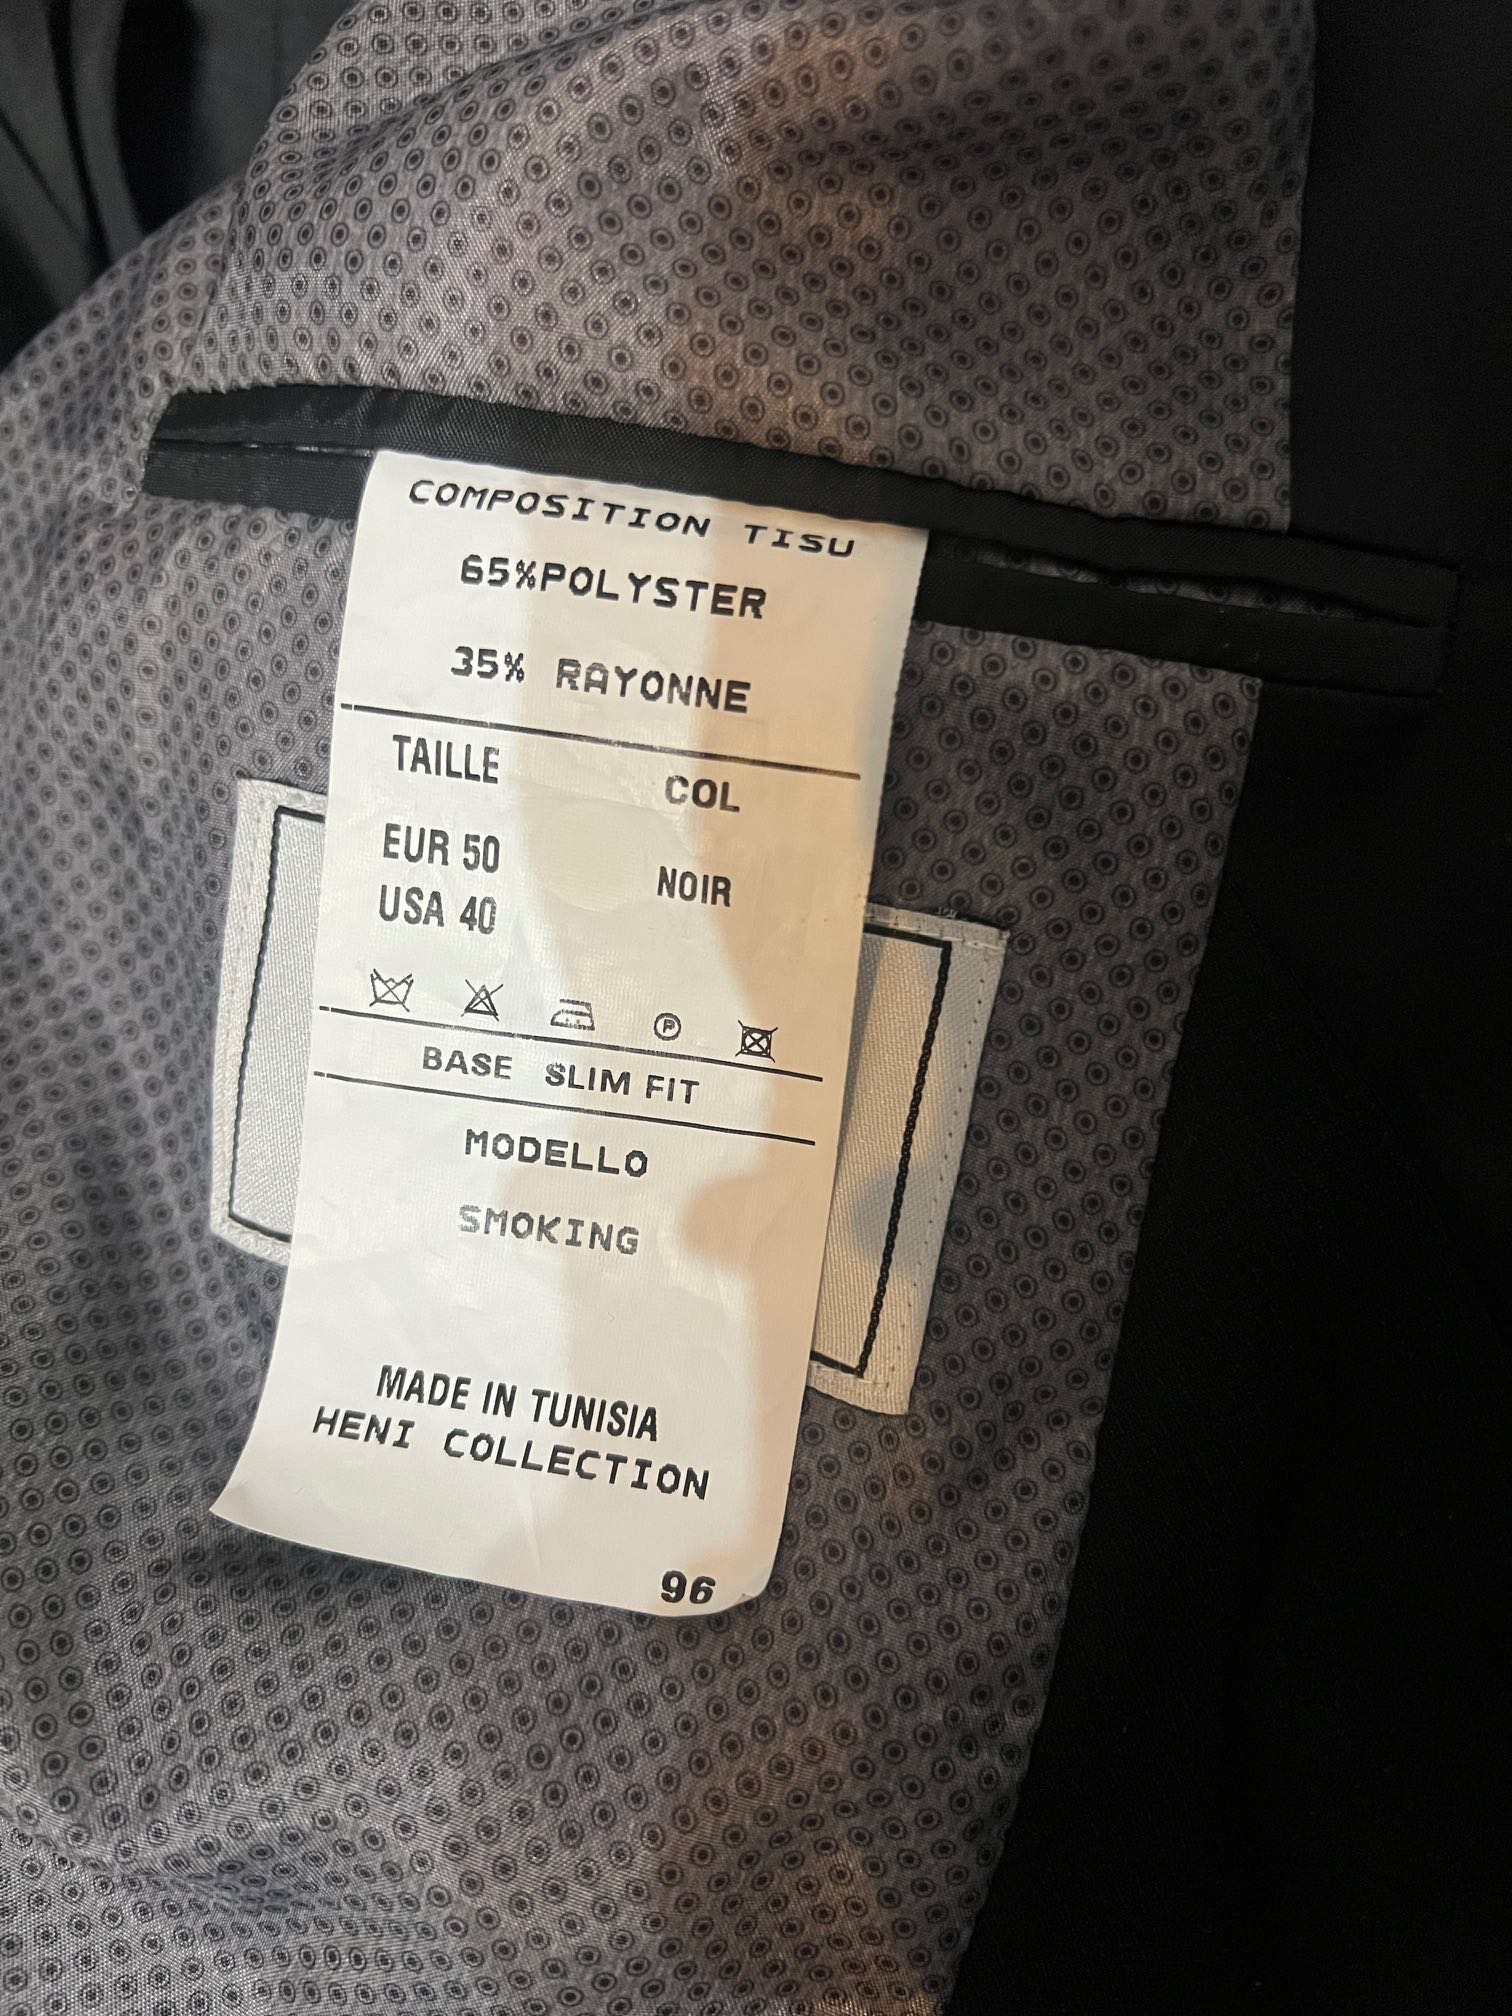 COMPOSITION TISU
65%POLYSTER
35% RAYONNE
TAILLE COL
EUR 50
NOIR
USA 40
P
BASE SLIM FIT
MODELLO
SMOKING
MADE IN TUNISIA
HENI COLLECTION
96